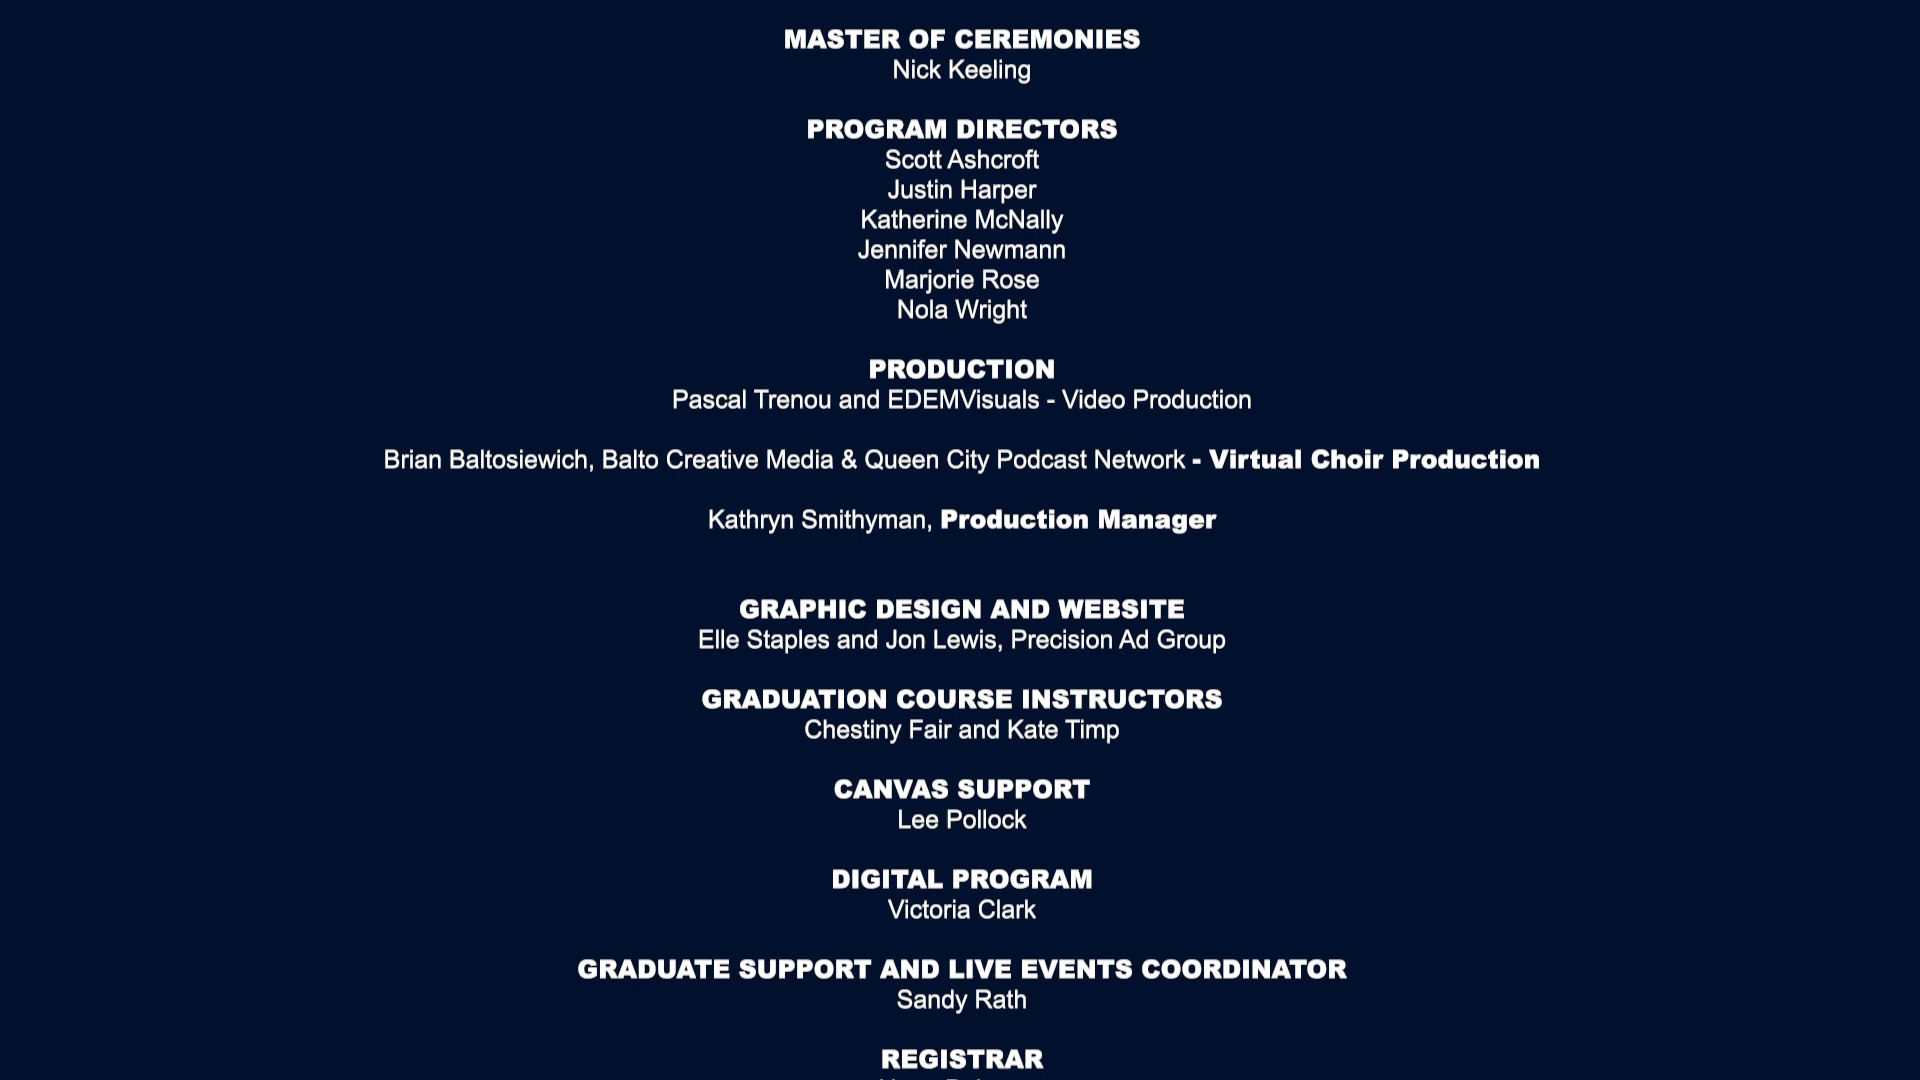 MASTER OF CEREMONIES
Nick Keeling
PROGRAM DIRECTORS
Scott Ashcroft
Justin Harper
Katherine McNally
Jennifer Newmann
Marjorie Rose
Nola Wright
PRODUCTION
Pascal Trenou and EDEMVisuals - Video Production
Brian Baltosiewich, Balto Creative Media & Queen City Podcast Network - Virtual Choir Production
Kathryn Smithyman, Production Manager
GRAPHIC DESIGN AND WEBSITE
Elle Staples and Jon Lewis, Precision Ad Group
GRADUATION COURSE INSTRUCTORS
Chestiny Fair and Kate Timp
CANVAS SUPPORT
Lee Pollock
DIGITAL PROGRAM
Victoria Clark
GRADUATE SUPPORT AND LIVE EVENTS COORDINATOR
Sandy Rath
REGISTRAR